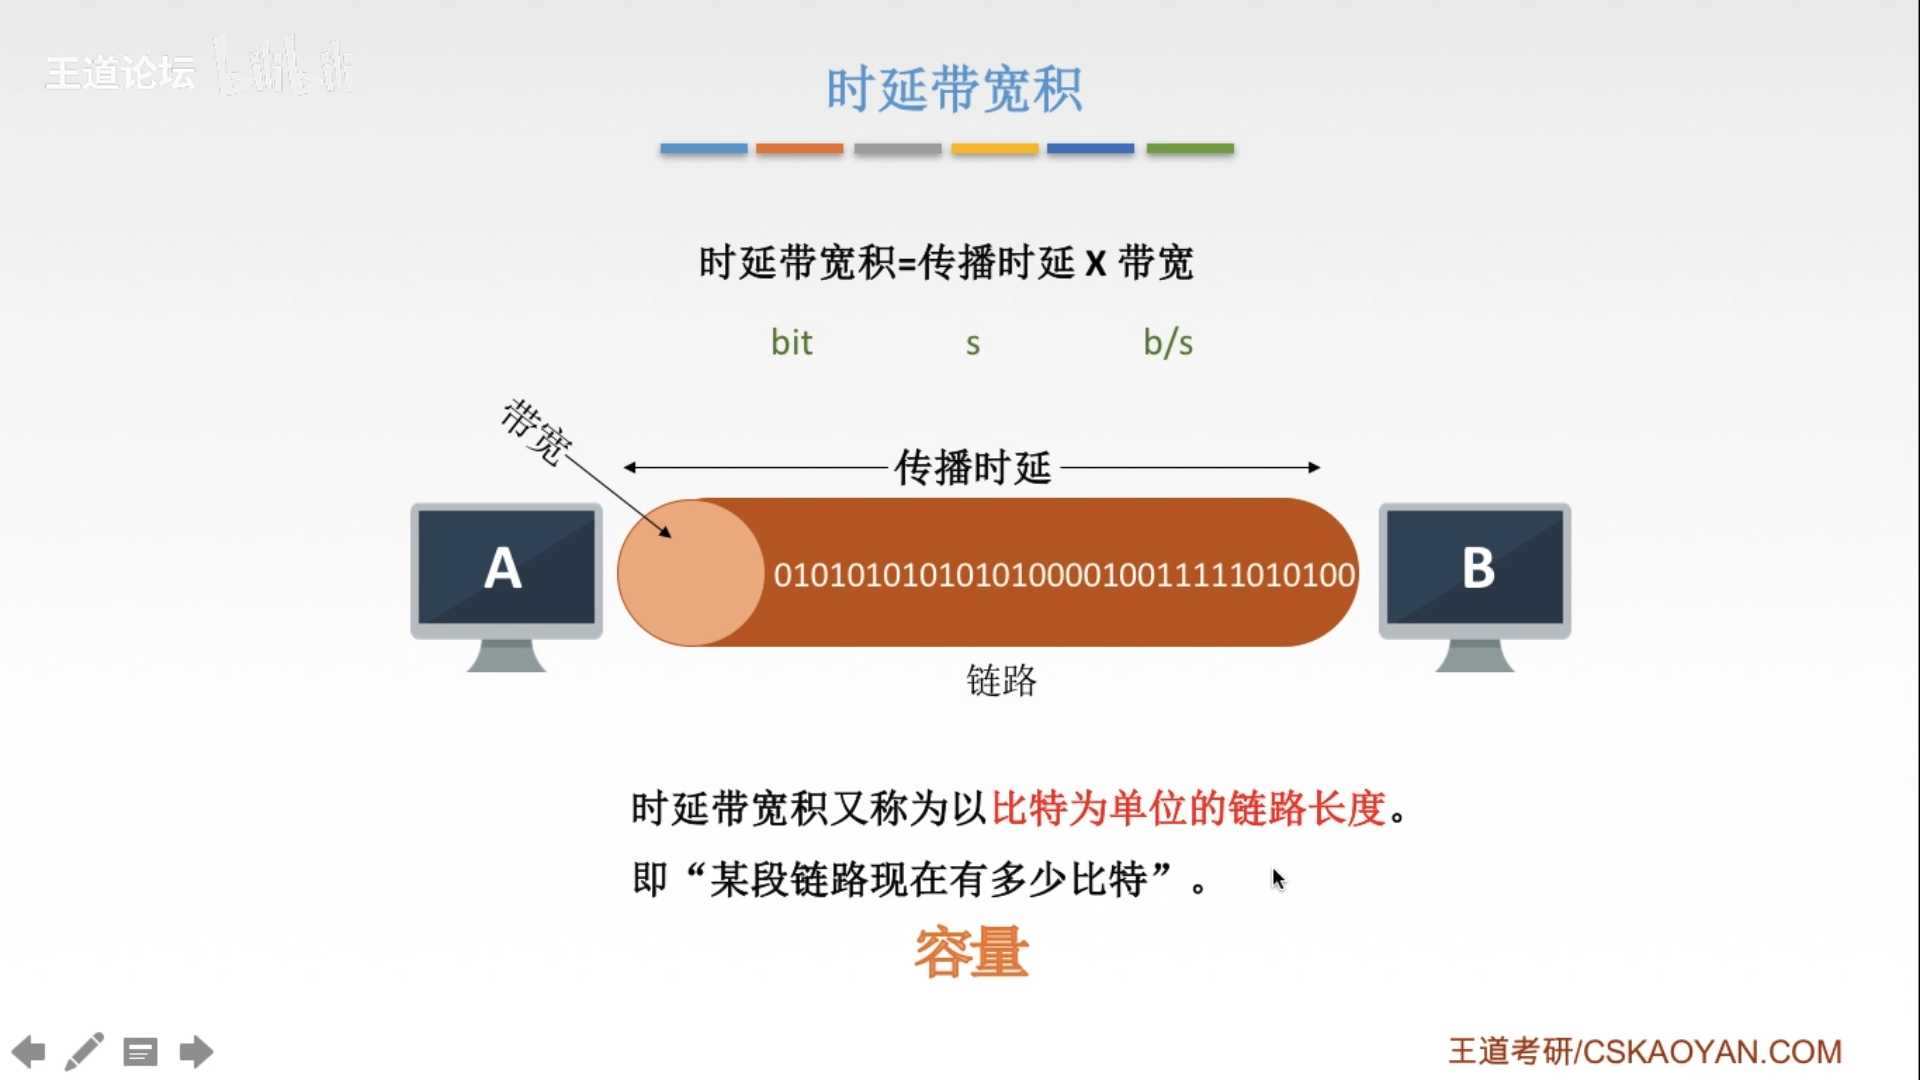 王道论坛 bilibili
时延带宽积
时延带宽积=传播时延 X 带宽
bit s b/s
带宽
传播时延
A
01010101010101000010011111010100
B
链路
时延带宽积又称为以比特为单位的链路长度。
即“某段链路现在有多少比特”。
容量
王道考研/CSKAOYAN.COM